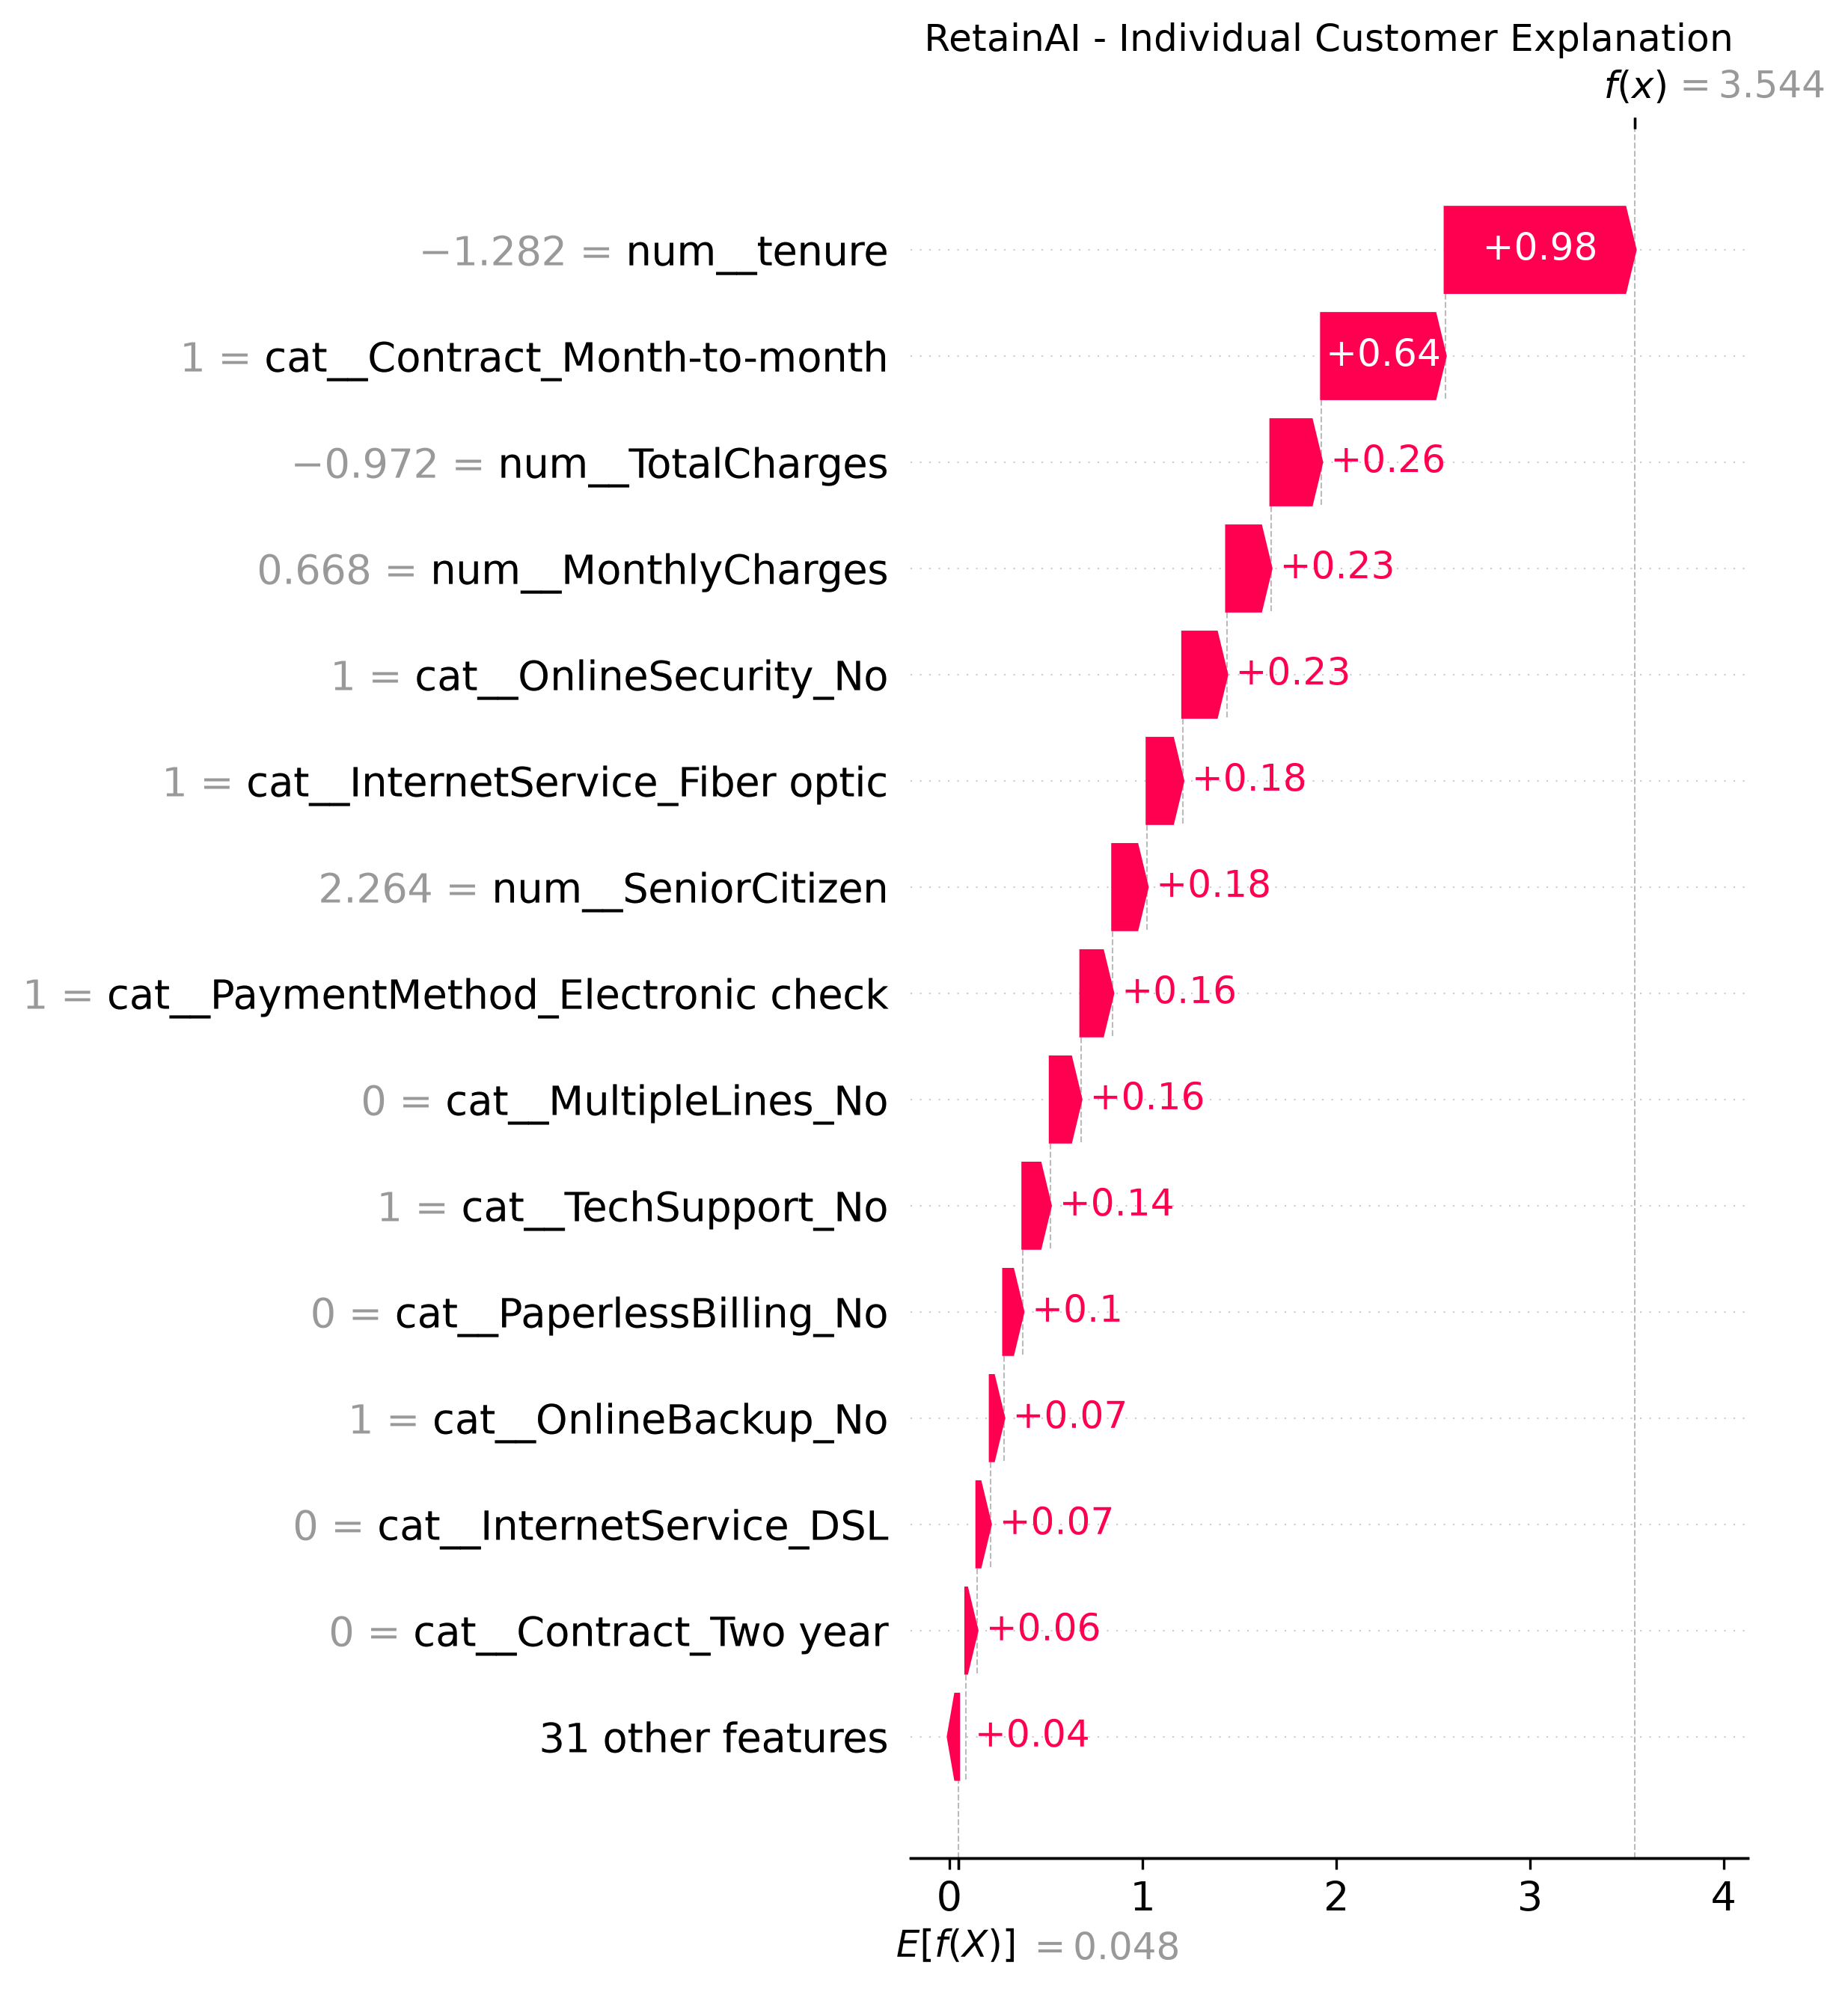 RetainAI - Individual Customer Explanation
f(x) = 3.544
−1.282 = num__tenure +0.98
1 = cat__Contract_Month-to-month +0.64
−0.972 = num__TotalCharges +0.26
0.668 = num__MonthlyCharges +0.23
1 = cat__OnlineSecurity_No +0.23
1 = cat__InternetService_Fiber optic +0.18
2.264 = num__SeniorCitizen +0.18
1 = cat__PaymentMethod_Electronic check +0.16
0 = cat__MultipleLines_No +0.16
1 = cat__TechSupport_No +0.14
0 = cat__PaperlessBilling_No +0.1
1 = cat__OnlineBackup_No +0.07
0 = cat__InternetService_DSL +0.07
0 = cat__Contract_Two year +0.06
31 other features +0.04
0 1 2 3 4
E[f(X)] = 0.048